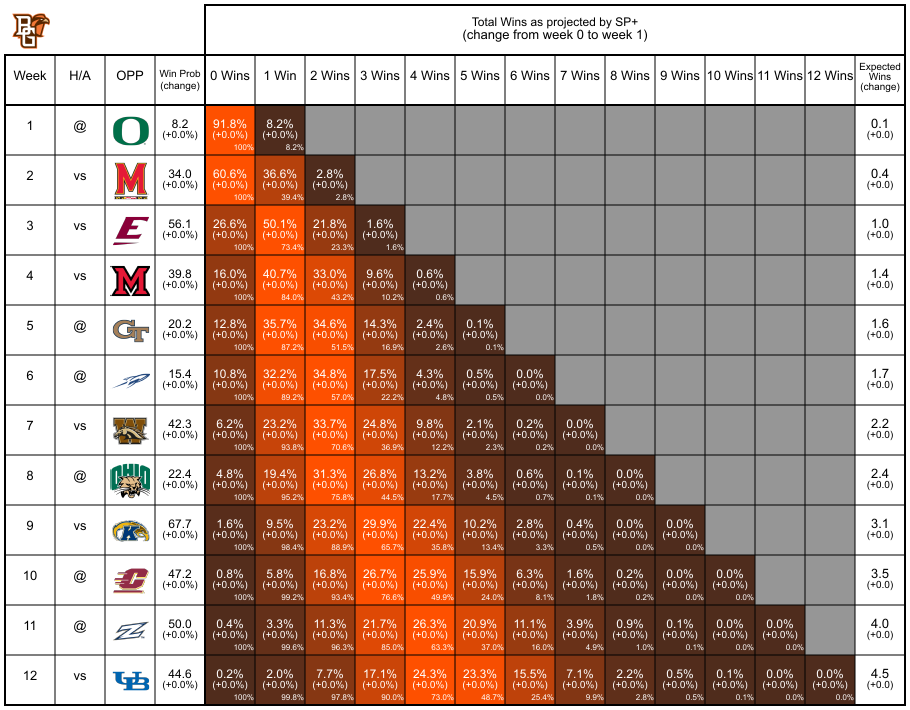 BG
Total Wins as projected by SP+
(change from week 0 to week 1)
Week H/A OPP Win Prob (change) 0 Wins 1 Win 2 Wins 3 Wins 4 Wins 5 Wins 6 Wins 7 Wins 8 Wins 9 Wins 10 Wins 11 Wins 12 Wins Expected Wins (change)
1 @ O 8.2 91.8% 8.2% 0.1
(+0.0%) (+0.0%) (+0.0%) (+0.0)
100% 8.2%
2 vs M 34.0 60.6% 36.6% 2.8% 0.4
(+0.0%) (+0.0%) (+0.0%) (+0.0%) (+0.0)
100% 39.4% 2.8%
3 vs E 56.1 26.6% 50.1% 21.8% 1.6% 1.0
(+0.0%) (+0.0%) (+0.0%) (+0.0%) (+0.0%) (+0.0)
100% 73.4% 23.3% 1.6%
4 vs M 39.8 16.0% 40.7% 33.0% 9.6% 0.6% 1.4
(+0.0%) (+0.0%) (+0.0%) (+0.0%) (+0.0%) (+0.0%) (+0.0)
100% 84.0% 43.2% 10.2% 0.6%
5 @ GT 20.2 12.8% 35.7% 34.6% 14.3% 2.4% 0.1% 1.6
(+0.0%) (+0.0%) (+0.0%) (+0.0%) (+0.0%) (+0.0%) (+0.0%) (+0.0)
100% 87.2% 51.5% 16.9% 2.6% 0.1%
6 @ 15.4 10.8% 32.2% 34.8% 17.5% 4.3% 0.5% 0.0% 1.7
(+0.0%) (+0.0%) (+0.0%) (+0.0%) (+0.0%) (+0.0%) (+0.0%) (+0.0%) (+0.0)
100% 89.2% 57.0% 22.2% 4.8% 0.5% 0.0%
7 vs W 42.3 6.2% 23.2% 33.7% 24.8% 9.8% 2.1% 0.2% 0.0% 2.2
(+0.0%) (+0.0%) (+0.0%) (+0.0%) (+0.0%) (+0.0%) (+0.0%) (+0.0%) (+0.0%) (+0.0)
100% 93.8% 70.6% 36.9% 12.2% 2.3% 0.2% 0.0%
8 @ OHIO 22.4 4.8% 19.4% 31.3% 26.8% 13.2% 3.8% 0.6% 0.1% 0.0% 2.4
(+0.0%) (+0.0%) (+0.0%) (+0.0%) (+0.0%) (+0.0%) (+0.0%) (+0.0%) (+0.0%) (+0.0%) (+0.0)
100% 95.2% 75.8% 44.5% 17.7% 4.5% 0.7% 0.1% 0.0%
9 vs K 67.7 1.6% 9.5% 23.2% 29.9% 22.4% 10.2% 2.8% 0.4% 0.0% 0.0% 3.1
(+0.0%) (+0.0%) (+0.0%) (+0.0%) (+0.0%) (+0.0%) (+0.0%) (+0.0%) (+0.0%) (+0.0%) (+0.0%) (+0.0)
100% 98.4% 88.9% 65.7% 35.8% 13.4% 3.3% 0.5% 0.0% 0.0%
10 @ C 47.2 0.8% 5.8% 16.8% 26.7% 25.9% 15.9% 6.3% 1.6% 0.2% 0.0% 0.0% 3.5
(+0.0%) (+0.0%) (+0.0%) (+0.0%) (+0.0%) (+0.0%) (+0.0%) (+0.0%) (+0.0%) (+0.0%) (+0.0%) (+0.0%) (+0.0)
100% 99.2% 93.4% 76.6% 49.9% 24.0% 8.1% 1.8% 0.2% 0.0% 0.0%
11 @ 50.0 0.4% 3.3% 11.3% 21.7% 26.3% 20.9% 11.1% 3.9% 0.9% 0.1% 0.0% 0.0% 4.0
(+0.0%) (+0.0%) (+0.0%) (+0.0%) (+0.0%) (+0.0%) (+0.0%) (+0.0%) (+0.0%) (+0.0%) (+0.0%) (+0.0%) (+0.0%) (+0.0)
100% 99.6% 96.3% 85.0% 63.3% 37.0% 16.0% 4.9% 1.0% 0.1% 0.0% 0.0%
12 vs UB 44.6 0.2% 2.0% 7.7% 17.1% 24.3% 23.3% 15.5% 7.1% 2.2% 0.5% 0.1% 0.0% 0.0% 4.5
(+0.0%) (+0.0%) (+0.0%) (+0.0%) (+0.0%) (+0.0%) (+0.0%) (+0.0%) (+0.0%) (+0.0%) (+0.0%) (+0.0%) (+0.0%) (+0.0%) (+0.0)
100% 99.8% 97.8% 90.0% 73.0% 48.7% 25.4% 9.9% 2.8% 0.5% 0.1% 0.0% 0.0%